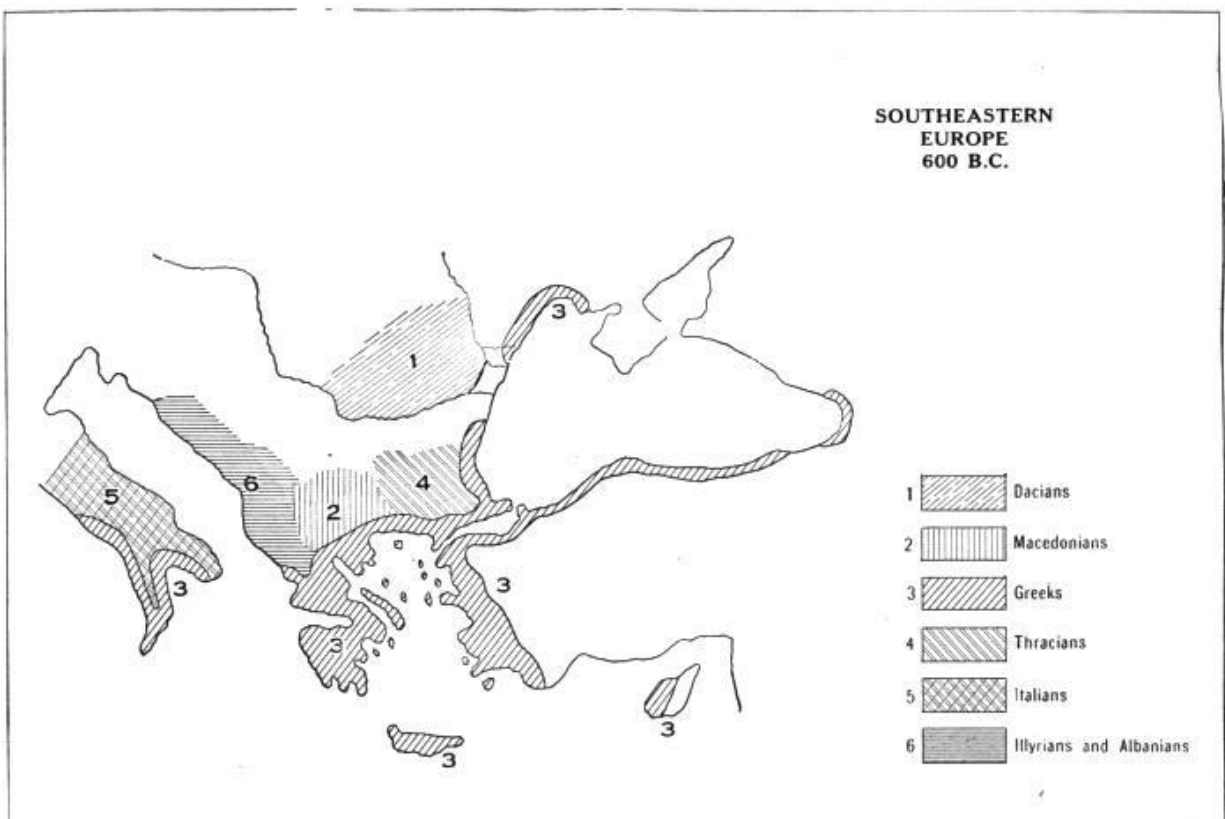 SOUTHEASTERN
EUROPE
600 B.C.
3
1
6
4
5
2
3
3
3
3
3
1 Dacians
2 Macedonians
3 Greeks
4 Thracians
5 Italians
6 Illyrians and Albanians